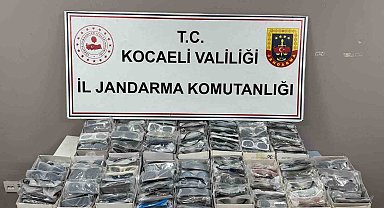 T.C.
KOCAELİ VALİLİĞİ
İL JANDARMA KOMUTANLIĞI